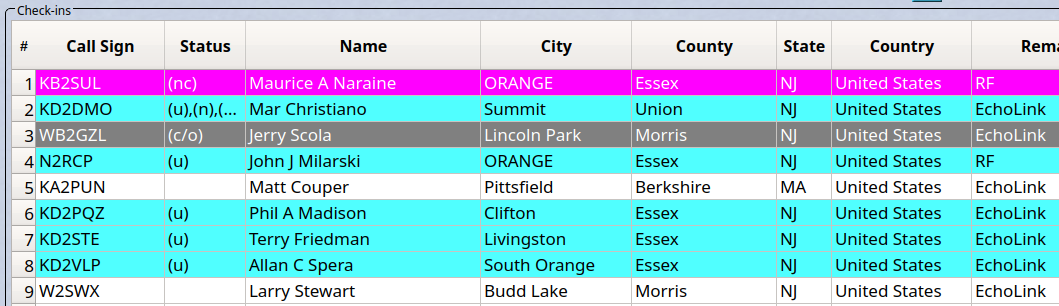 Check-ins
# Call Sign Status Name City County State Country Rema
1 KB2SUL (nc) Maurice A Naraine ORANGE Essex NJ United States RF
2 KD2DMO (u),(n),(... Mar Christiano Summit Union NJ United States EchoLink
3 WB2GZL (c/o) Jerry Scola Lincoln Park Morris NJ United States EchoLink
4 N2RCP (u) John J Milarski ORANGE Essex NJ United States RF
5 KA2PUN Matt Couper Pittsfield Berkshire MA United States EchoLink
6 KD2PQZ (u) Phil A Madison Clifton Essex NJ United States EchoLink
7 KD2STE (u) Terry Friedman Livingston Essex NJ United States EchoLink
8 KD2VLP (u) Allan C Spera South Orange Essex NJ United States EchoLink
9 W2SWX Larry Stewart Budd Lake Morris NJ United States EchoLink